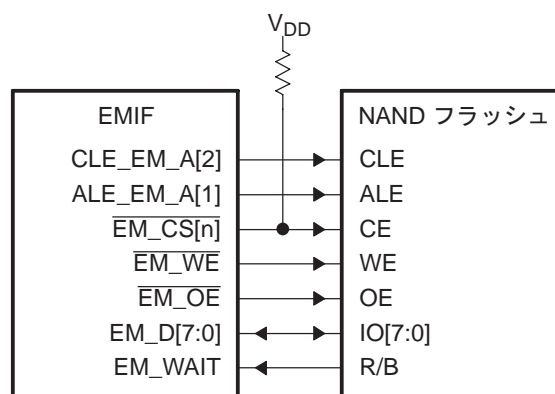 VDD
EMIF
NAND フラッシュ
CLE_EM_A[2]
CLE
ALE_EM_A[1]
ALE
EM_CS[n]
CE
EM_WE
WE
EM_OE
OE
EM_D[7:0]
IO[7:0]
EM_WAIT
R/B